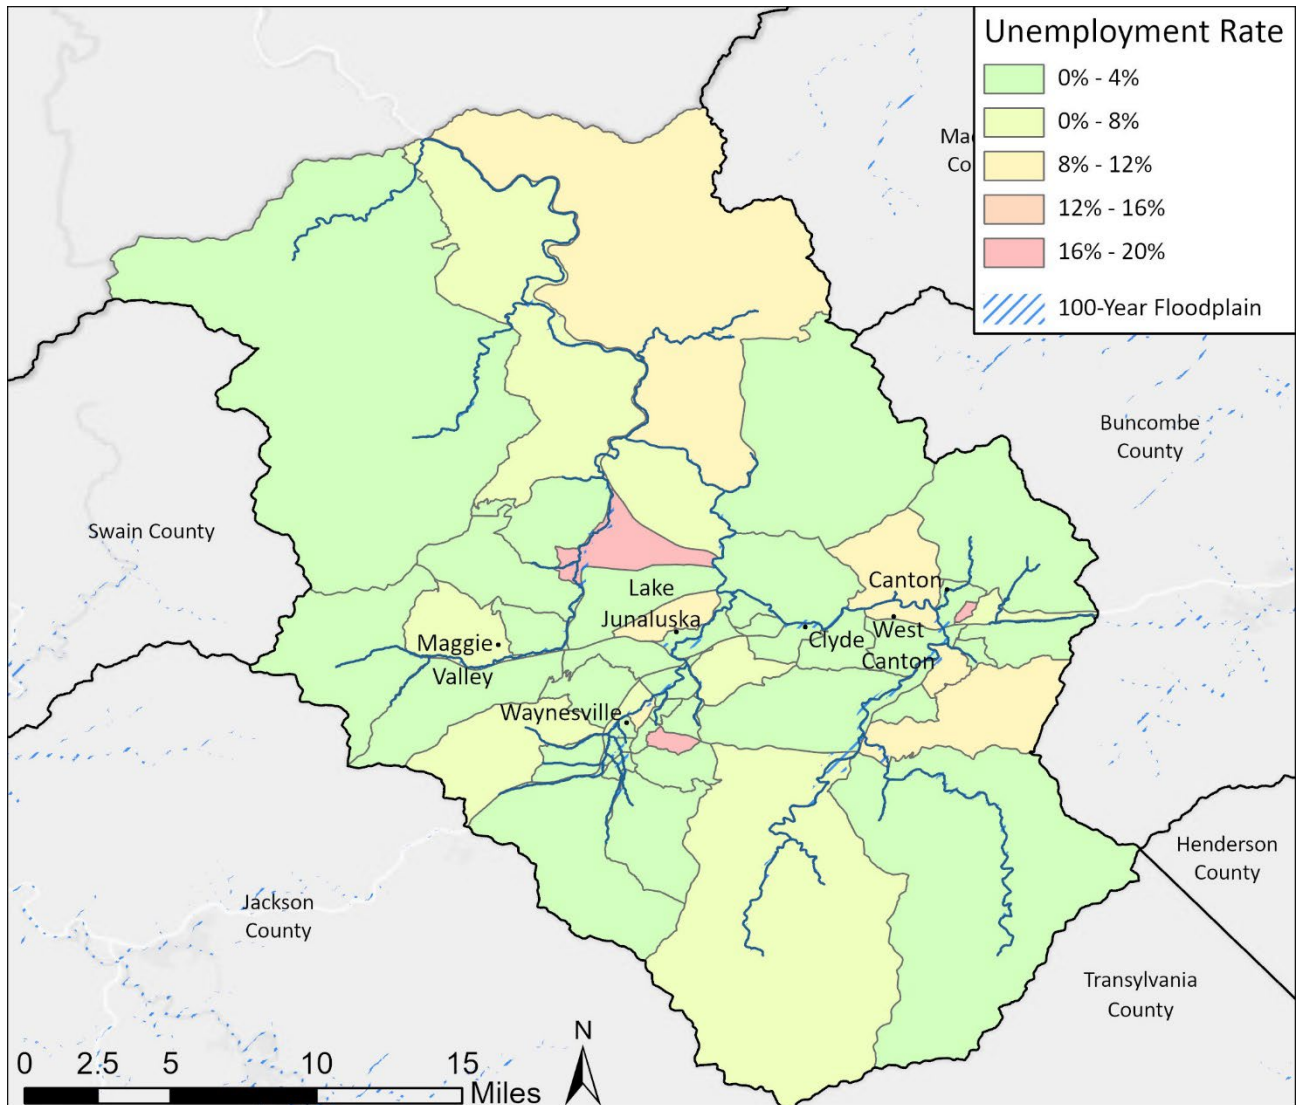 Unemployment Rate
0% - 4%
0% - 8%
8% - 12%
12% - 16%
16% - 20%
100-Year Floodplain
Buncombe
County
Swain County
Canton
Lake
Junaluska
Clyde
West
Canton
Maggie
Valley
Waynesville
Henderson
County
Jackson
County
Transylvania
County
N
0 2.5 5 10 15
Miles